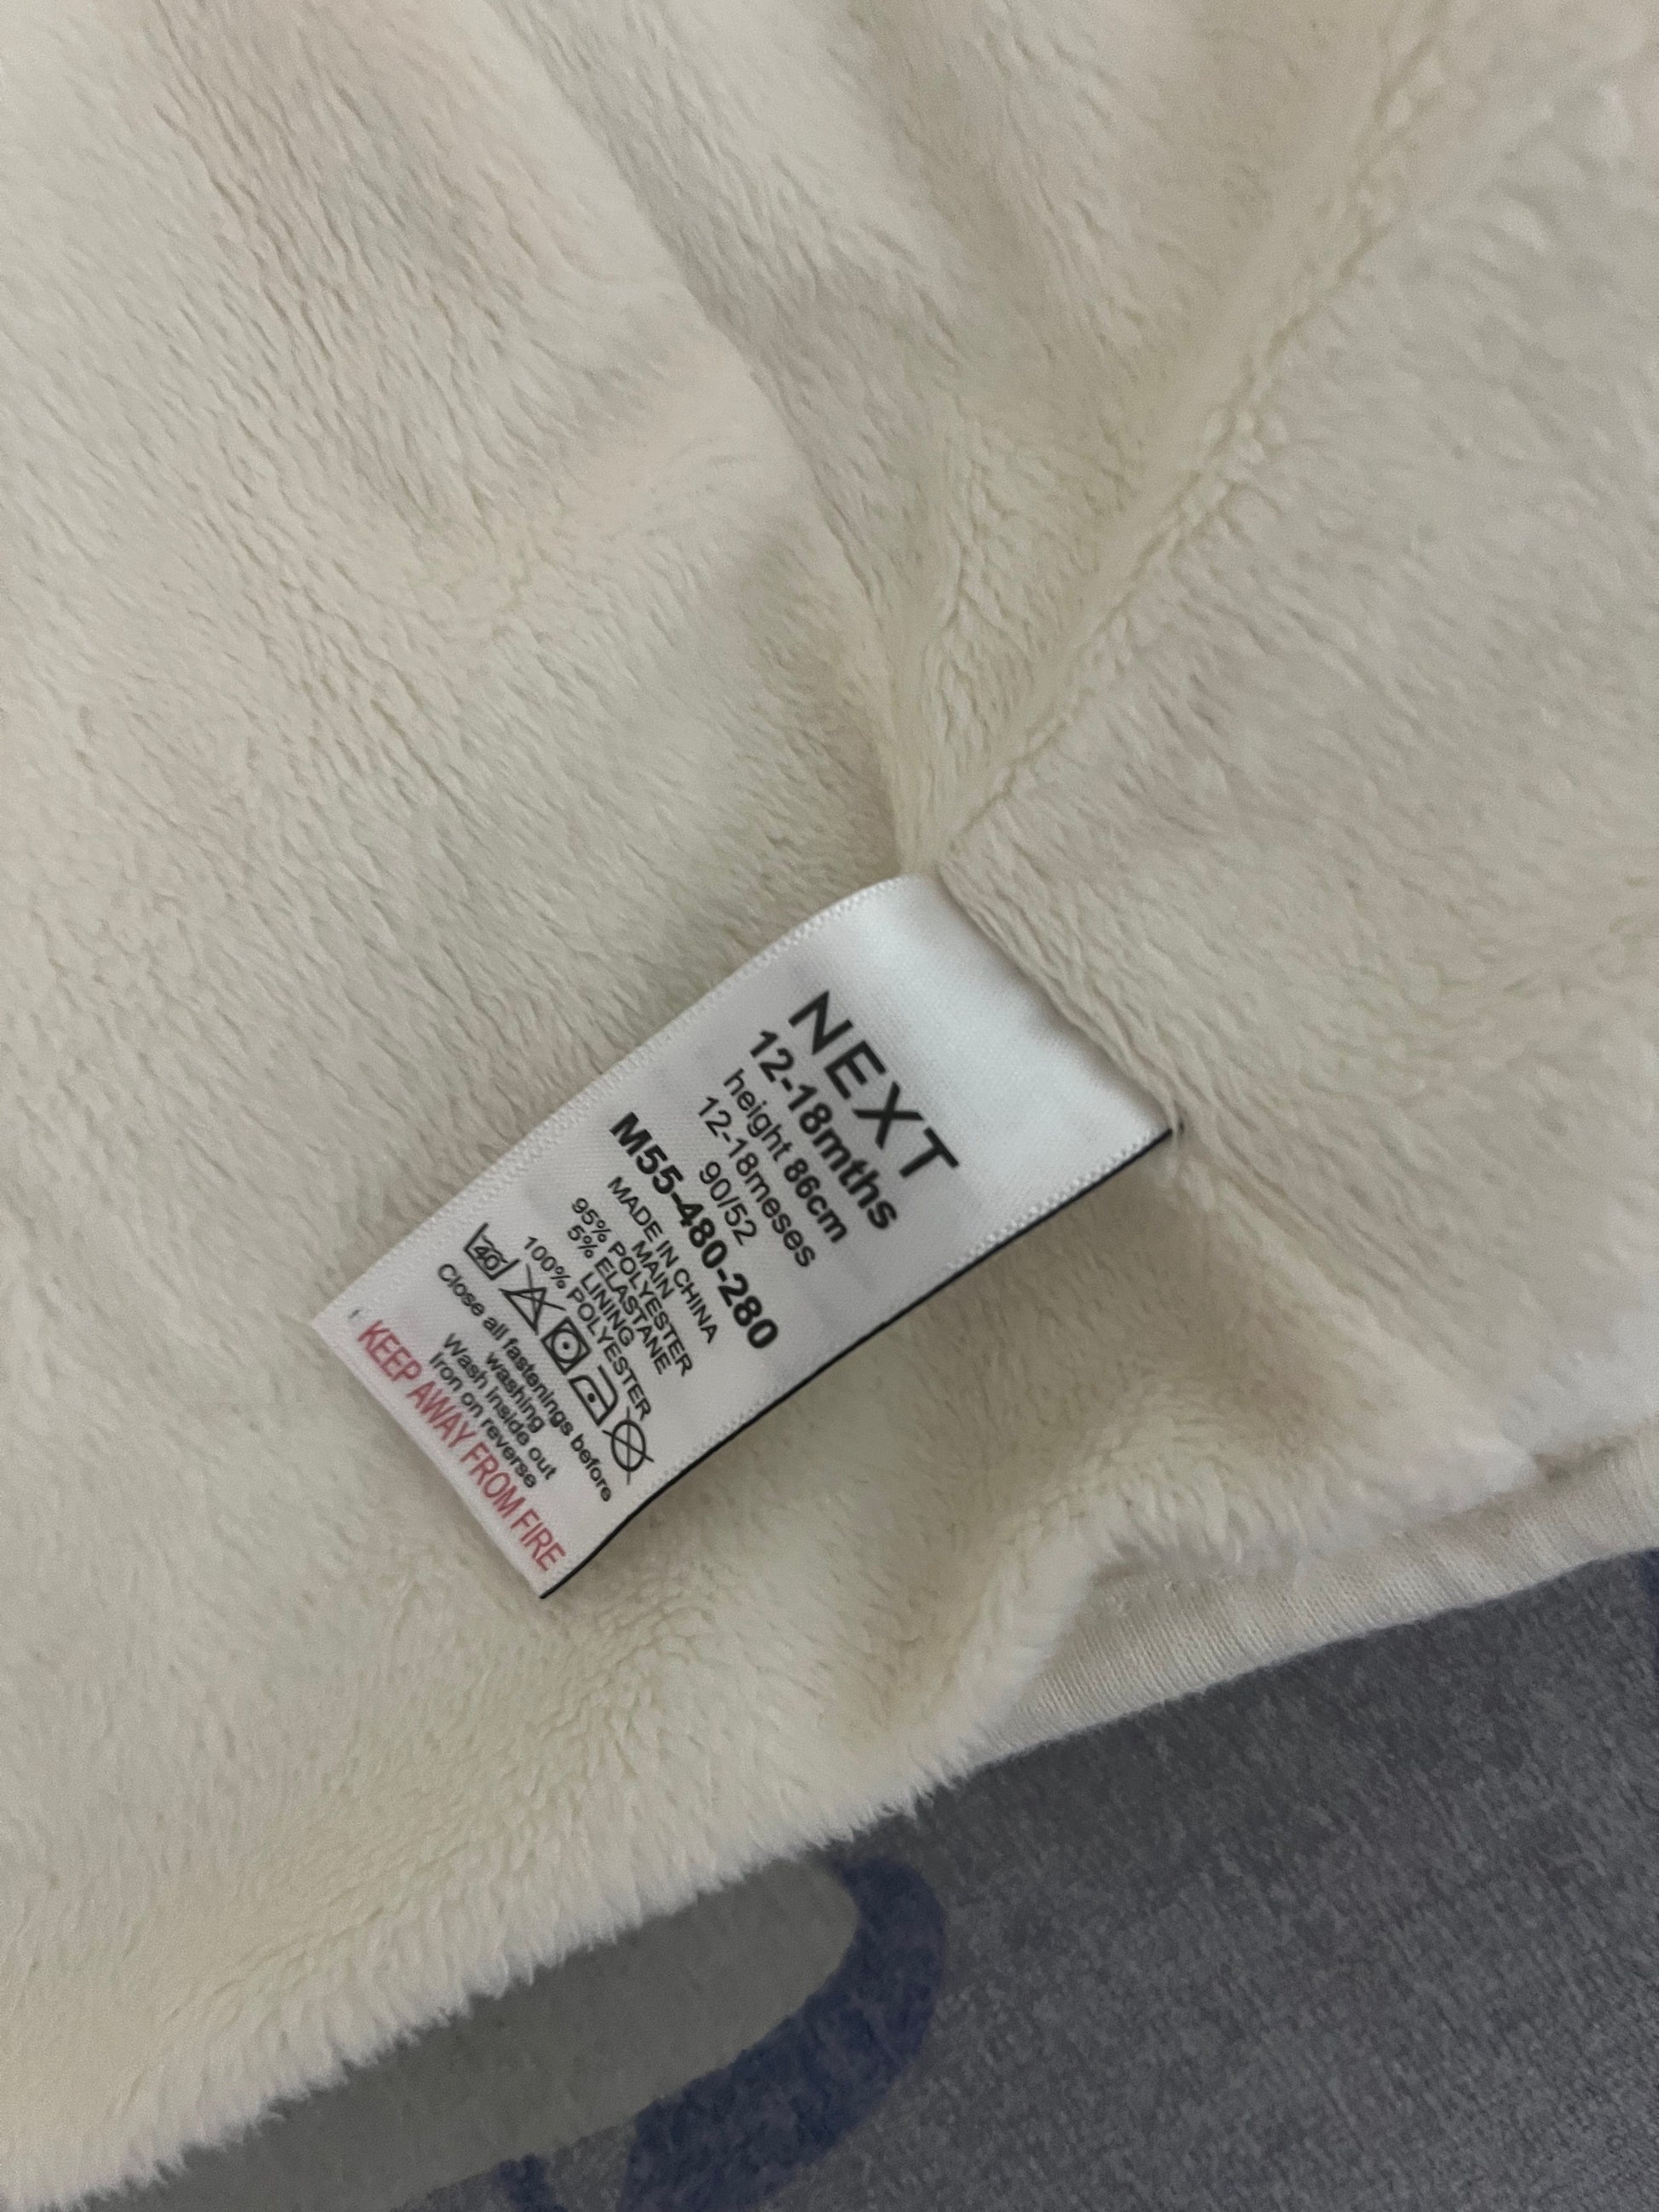 NEXT
12-18mths
height 86cm
12-18meses
90/52
M55-480-280
MADE IN CHINA
MAIN
95% POLYESTER
5% ELASTANE
LINING
100% POLYESTER
40
Close all fastenings before
washing
Wash inside out
Iron on reverse
KEEP AWAY FROM FIRE